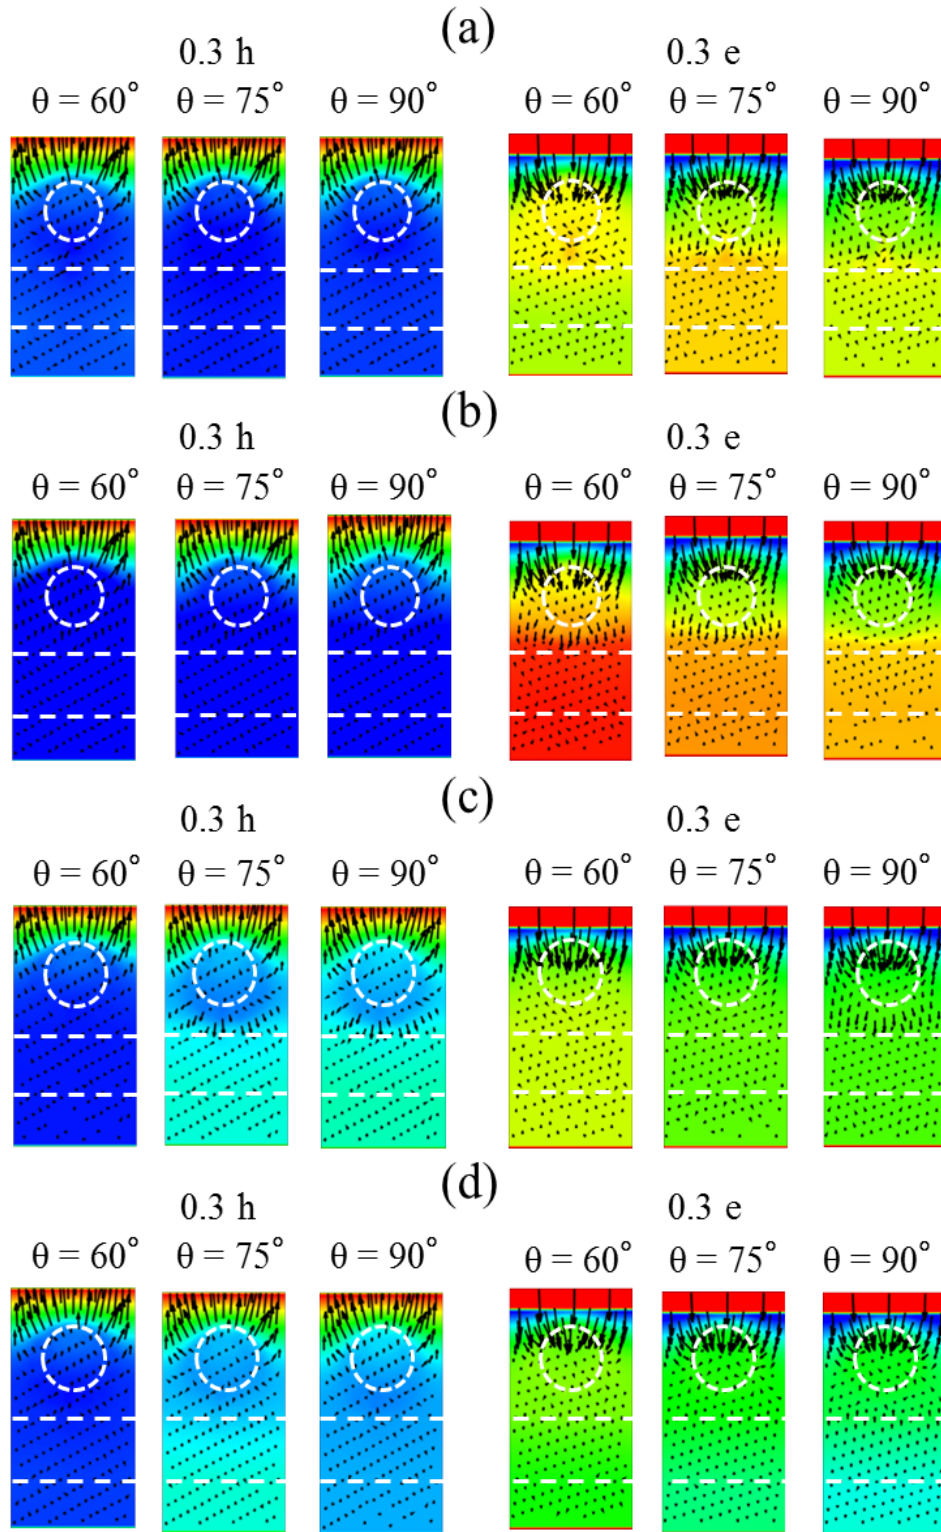 (a)
0.3 h 0.3 e
θ = 60° θ = 75° θ = 90° θ = 60° θ = 75° θ = 90°
(b)
0.3 h 0.3 e
θ = 60° θ = 75° θ = 90° θ = 60° θ = 75° θ = 90°
(c)
0.3 h 0.3 e
θ = 60° θ = 75° θ = 90° θ = 60° θ = 75° θ = 90°
(d)
0.3 h 0.3 e
θ = 60° θ = 75° θ = 90° θ = 60° θ = 75° θ = 90°